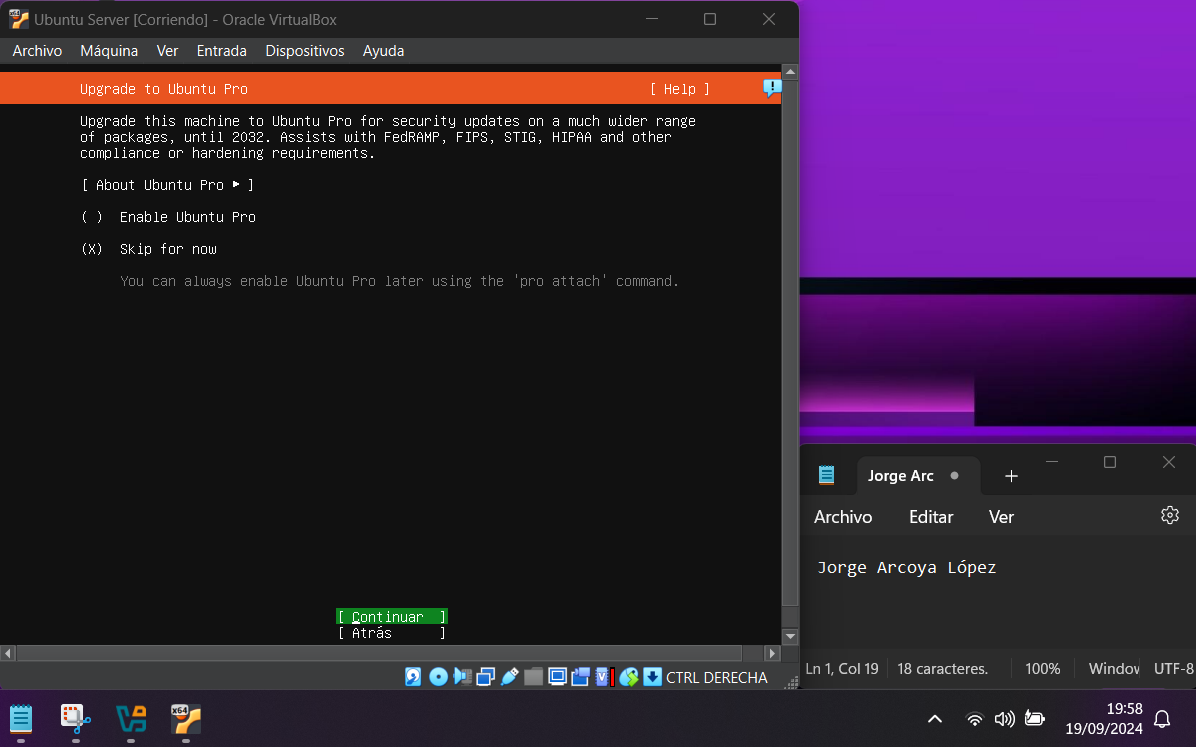 Ubuntu Server [Corriendo] - Oracle VirtualBox
Archivo Máquina Ver Entrada Dispositivos Ayuda
Upgrade to Ubuntu Pro [ Help ]
Upgrade this machine to Ubuntu Pro for security updates on a much wider range
of packages, until 2032. Assists with FedRAMP, FIPS, STIG, HIPAA and other
compliance or hardening requirements.
[ About Ubuntu Pro ▸ ]
( ) Enable Ubuntu Pro
(X) Skip for now
You can always enable Ubuntu Pro later using the 'pro attach' command.
[ Continuar ]
[ Atrás ]
CTRL DERECHA
Jorge Arc
Archivo Editar Ver
Jorge Arcoya López
Ln 1, Col 19 18 caracteres. 100% Window UTF-8
x64
19:58
19/09/2024